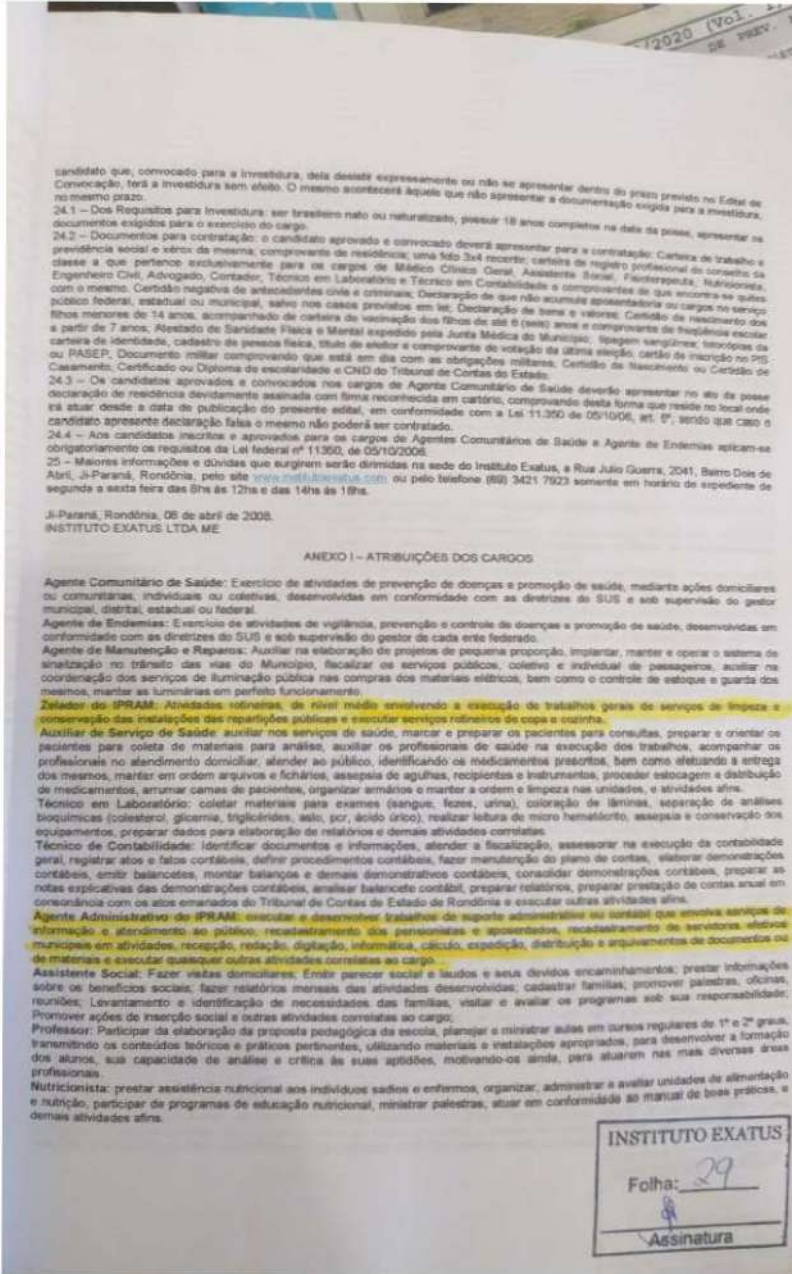 /2020 (Vol. 1,
DE PREV.
candidato que, convocado para a investidura, dela desistir expressamente ou não se apresentar dentro do prazo previsto no Edital de
Convocação, terá a investidura sem efeito. O mesmo acontecerá àquele que não apresentar a documentação exigida para a investidura,
no mesmo prazo.
24.1 – Dos Requisitos para Investidura: ser brasileiro nato ou naturalizado, possuir 18 anos completos na data da posse, apresentar os
documentos exigidos para o exercício do cargo.
24.2 – Documentos para contratação: o candidato aprovado e convocado deverá apresentar para a contratação: Carteira de trabalho e
previdência social e xérox da mesma; comprovante de residência; uma foto 3x4 recente; carteira de registro profissional do conselho da
classe a que pertence exclusivamente para os cargos de Médico Clínico Geral, Assistente Social, Fisioterapeuta, Nutricionista,
Engenheiro Civil, Advogado, Contador, Técnico em Laboratório e Técnico em Contabilidade e comprovantes de que encontra-se quites
com o mesmo. Certidão negativa de antecedentes civis e criminais; Declaração de que não acumula aposentadoria ou cargos no serviço
público federal, estadual ou municipal, salvo nos casos previstos em lei; Declaração de bens e valores; Certidão de nascimento dos
filhos menores de 14 anos, acompanhado de carteira de vacinação dos filhos de até 6 (seis) anos e comprovante de frequência escolar
a partir de 7 anos, Atestado de Sanidade Física e Mental expedido pela Junta Médica do Município; tipagem sangüínea; fotocópias da
carteira de identidade, cadastro de pessoa física, título de eleitor e comprovante de votação da última eleição, cartão da inscrição no PIS
ou PASEP, Documento militar comprovando que está em dia com as obrigações militares, Certidão de Nascimento ou Certidão de
Casamento, Certificado ou Diploma de escolaridade e CND do Tribunal de Contas do Estado.
24.3 – Os candidatos aprovados e convocados nos cargos de Agente Comunitário de Saúde deverão apresentar no ato da posse
declaração de residência devidamente assinada com firma reconhecida em cartório, comprovando desta forma que reside no local onde
irá atuar desde a data de publicação do presente edital, em conformidade com a Lei 11.350 de 05/10/06, art. 6º, sendo que caso o
candidato apresente declaração falsa o mesmo não poderá ser contratado.
24.4 – Aos candidatos inscritos e aprovados para os cargos de Agentes Comunitários de Saúde e Agente de Endemias aplicam-se
obrigatoriamente os requisitos da Lei federal nº 11350, de 05/10/2006.
25 – Maiores informações e dúvidas que surgirem serão dirimidas na sede do Instituto Exatus, a Rua Julio Guerra, 2041, Bairro Dois de
Abril, Ji-Paraná, Rondônia, pelo site www.institutoexatus.com ou pelo telefone (69) 3421 7923 somente em horário de expediente de
segunda a sexta feira das 8hs às 12hs e das 14hs às 18hs.
Ji-Paraná, Rondônia, 08 de abril de 2008.
INSTITUTO EXATUS LTDA ME
ANEXO I – ATRIBUIÇÕES DOS CARGOS
Agente Comunitário de Saúde: Exercício de atividades de prevenção de doenças e promoção de saúde, mediante ações domiciliares
ou comunitárias, individuais ou coletivas, desenvolvidas em conformidade com as diretrizes do SUS e sob supervisão do gestor
municipal, distrital, estadual ou federal.
Agente de Endemias: Exercício de atividades de vigilância, prevenção e controle de doenças e promoção de saúde, desenvolvidas em
conformidade com as diretrizes do SUS e sob supervisão do gestor de cada ente federado.
Agente de Manutenção e Reparos: Auxiliar na elaboração de projetos de pequena proporção, implantar, manter e operar o sistema de
sinalização no trânsito das vias do Município, fiscalizar os serviços públicos, coletivo e individual de passageiros, auxiliar na
coordenação dos serviços de iluminação pública nas compras dos materiais elétricos, bem como o controle de estoque e guarda dos
mesmos, manter as luminárias em perfeito funcionamento.
Zelador do IPRAM: Atividades rotineiras, de nível médio envolvendo a execução de trabalhos gerais de serviços de limpeza e
conservação das instalações das repartições públicas e executar serviços rotineiros de copa e cozinha.
Auxiliar de Serviço de Saúde: auxiliar nos serviços de saúde, marcar e preparar os pacientes para consultas, preparar e orientar os
pacientes para coleta de materiais para análise, auxiliar os profissionais de saúde na execução dos trabalhos, acompanhar os
profissionais no atendimento domiciliar, atender ao público, identificando os medicamentos prescritos, bem como efetuando a entrega
dos mesmos, manter em ordem arquivos e fichários, assepsia de agulhas, recipientes e instrumentos, proceder estocagem e distribuição
de medicamentos, arrumar camas de pacientes, organizar armários e manter a ordem e limpeza nas unidades, e atividades afins.
Técnico em Laboratório: coletar materiais para exames (sangue, fezes, urina), coloração de lâminas, separação de análises
bioquímicas (colesterol, glicemia, triglicérides, aslo, pcr, ácido úrico), realizar leitura de micro hematócrito, assepsia e conservação dos
equipamentos, preparar dados para elaboração de relatórios e demais atividades correlatas.
Técnico de Contabilidade: Identificar documentos e informações, atender a fiscalização, assessorar na execução da contabilidade
geral, registrar atos e fatos contábeis, definir procedimentos contábeis, fazer manutenção do plano de contas, elaborar demonstrações
contábeis, emitir balancetes, montar balanços e demais demonstrativos contábeis, consolidar demonstrações contábeis, preparar as
notas explicativas das demonstrações contábeis, analisar balancete contábil, preparar relatórios, preparar prestação de contas anual em
consonância com os atos emanados do Tribunal de Contas de Estado de Rondônia e executar outras atividades afins.
Agente Administrativo do IPRAM: executar e desenvolver trabalhos de suporte administrativo ou contábil que envolva serviços de
informação e atendimento ao público, recadastramento dos pensionistas e aposentados, recadastramento de servidores efetivos
municipais em atividades, recepção, redação, digitação, informática, cálculo, expedição, distribuição e arquivamentos de documentos ou
de materiais e executar quaisquer outras atividades correlatas ao cargo.
Assistente Social: Fazer visitas domiciliares; Emitir parecer social e laudos e seus devidos encaminhamentos; prestar informações
sobre os benefícios sociais; fazer relatórios mensais das atividades desenvolvidas; cadastrar famílias; promover palestras, oficinas,
reuniões; Levantamento e identificação de necessidades das famílias, visitar e avaliar os programas sob sua responsabilidade;
Promover ações de inserção social e outras atividades correlatas ao cargo;
Professor: Participar da elaboração da proposta pedagógica da escola, planejar e ministrar aulas em cursos regulares de 1º e 2º graus,
transmitindo os conteúdos teóricos e práticos pertinentes, utilizando materiais e instalações apropriados, para desenvolver a formação
dos alunos, sua capacidade de análise e crítica às suas aptidões, motivando-os ainda, para atuarem nas mais diversas áreas
profissionais.
Nutricionista: prestar assistência nutricional aos indivíduos sadios e enfermos, organizar, administrar e avaliar unidades de alimentação
e nutrição, participar de programas de educação nutricional, ministrar palestras, atuar em conformidade ao manual de boas práticas, e
demais atividades afins.
INSTITUTO EXATUS
Folha: 29
Assinatura